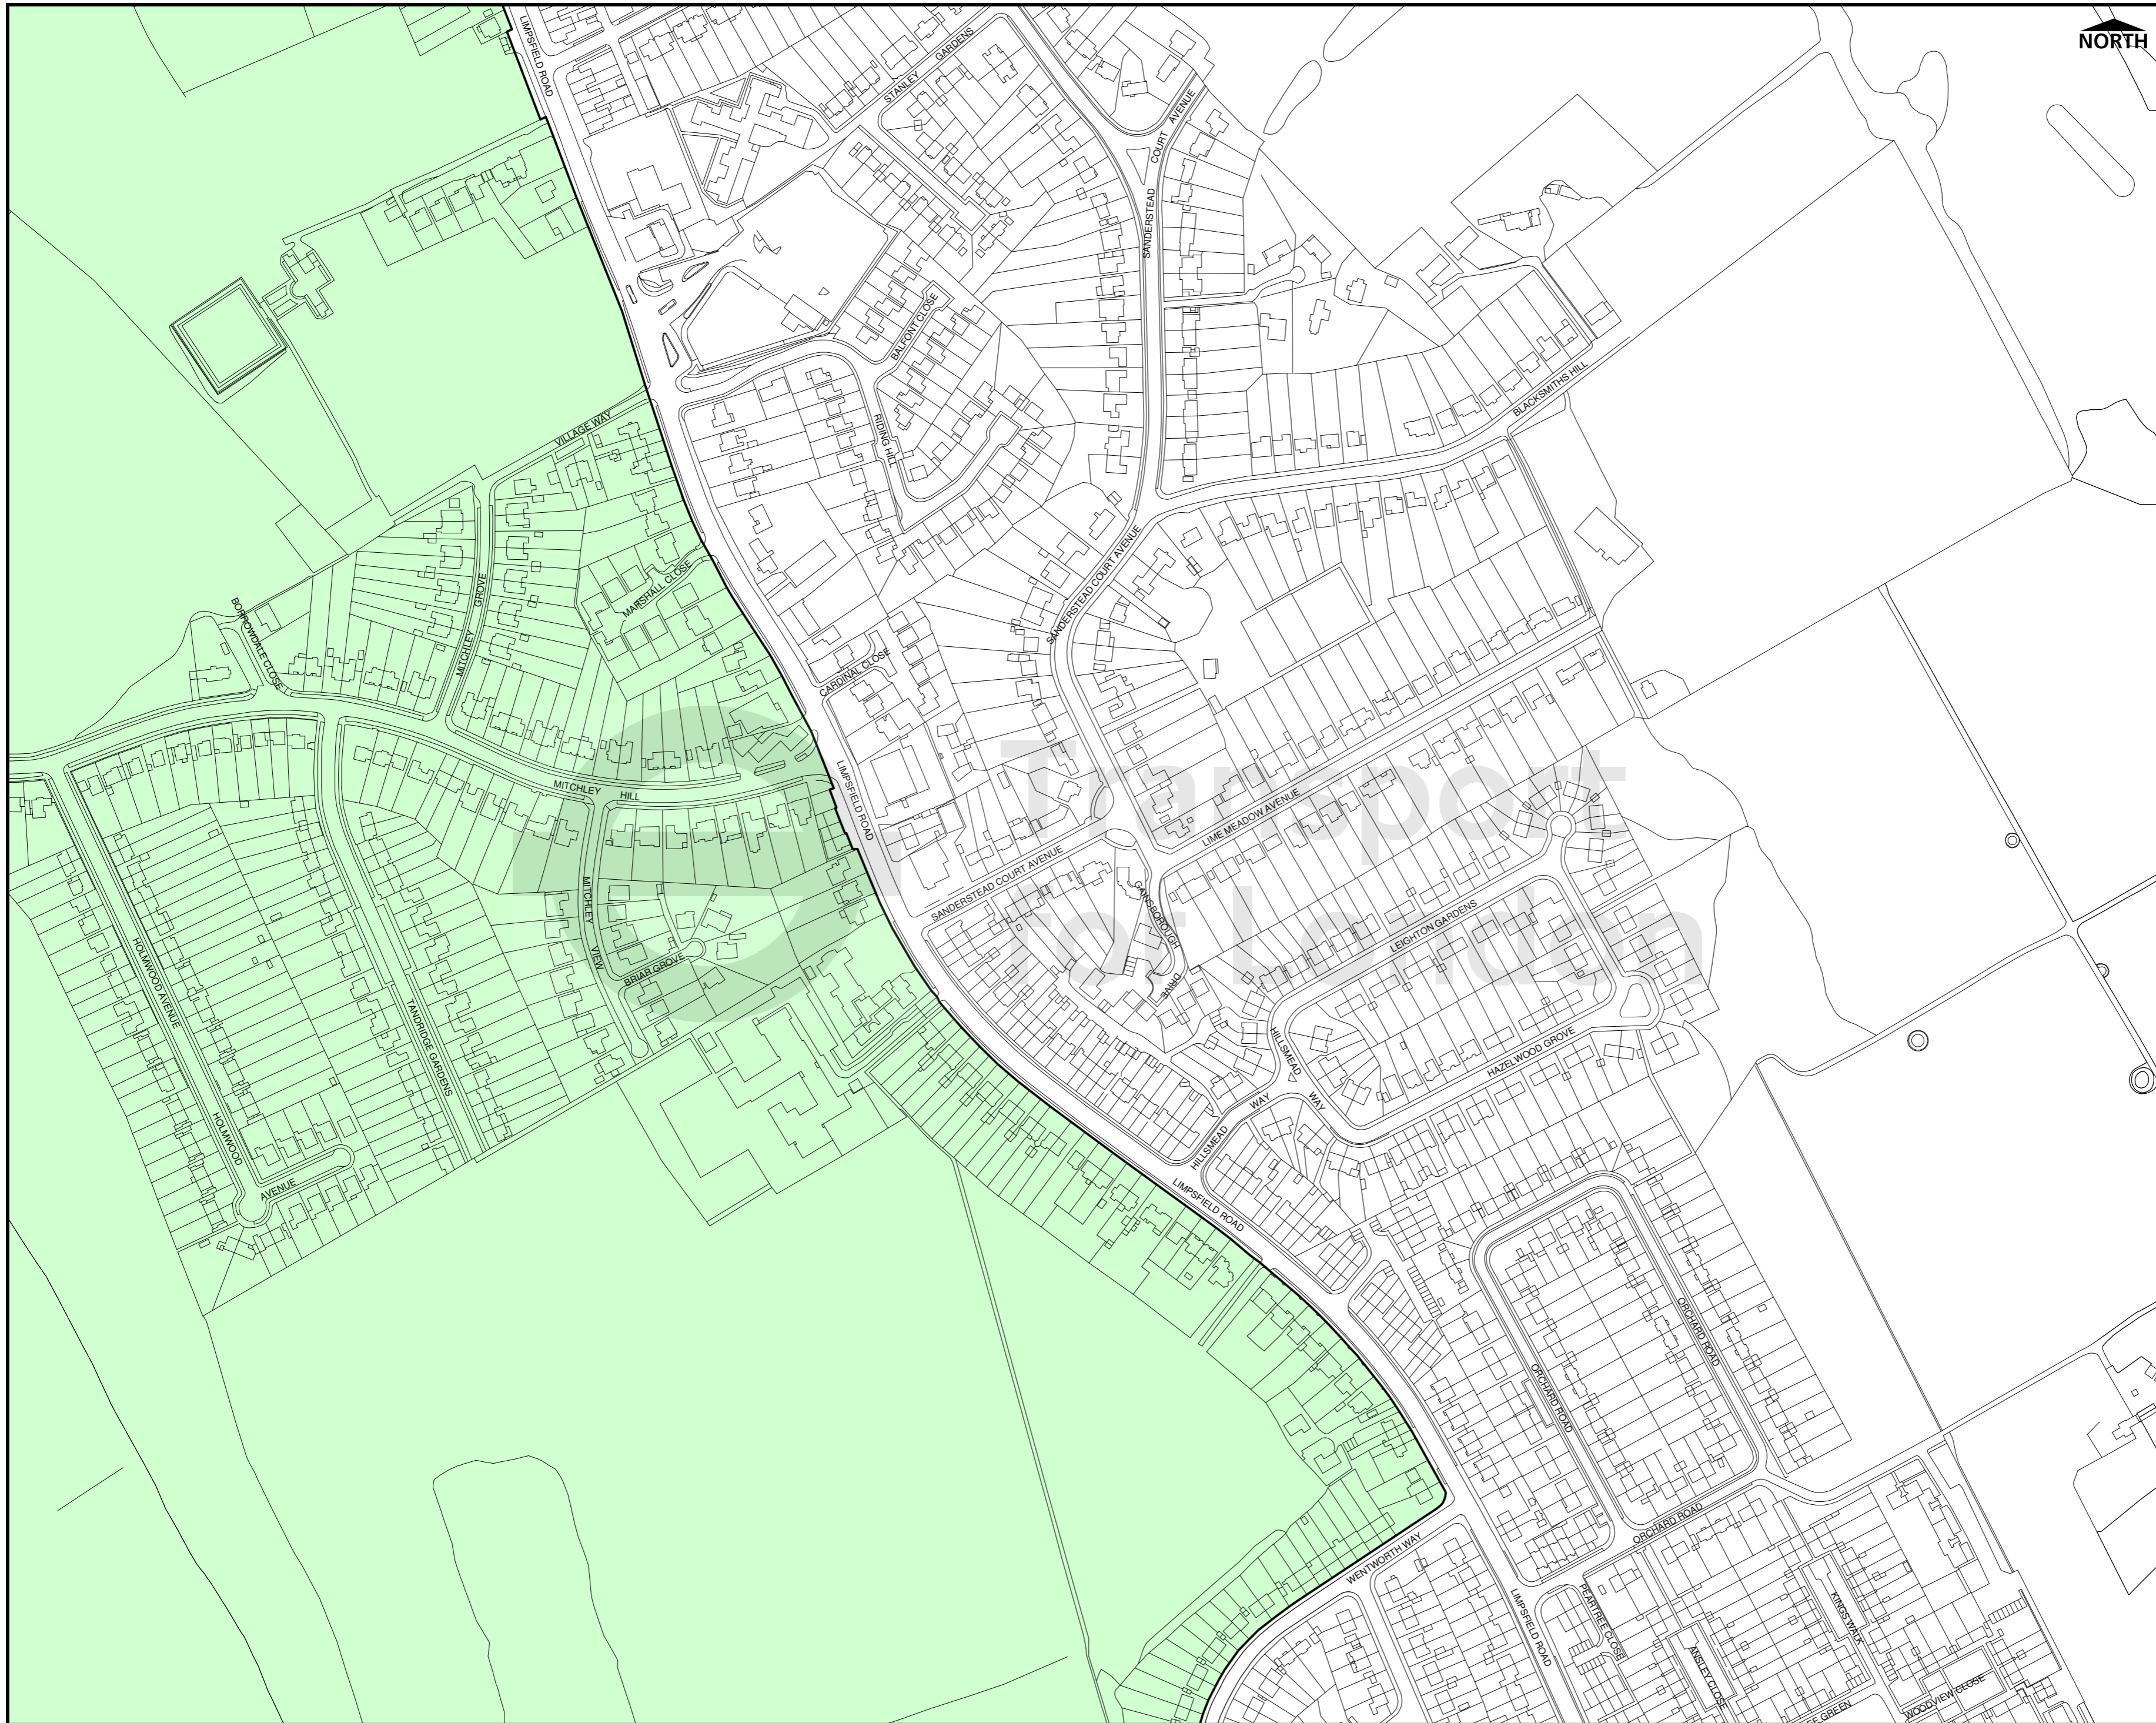 NORTH
LIMPSFIELD ROAD
STANLEY GARDENS
SANDERSTEAD COURT AVENUE
BALFONT CLOSE
RIDING HILL
BLACKSMITHS HILL
VILLAGE WAY
MARSHALL CLOSE
MITCHLEY GROVE
BORROWDALE CLOSE
SANDERSTEAD COURT AVENUE
CARDINAL CLOSE
LIMPSFIELD ROAD
MITCHLEY HILL
LIME MEADOW AVENUE
Transport
for London
SANDERSTEAD COURT AVENUE
GAINSBOROUGH DRIVE
LEIGHTON GARDENS
MITCHLEY VIEW
BRIAR GROVE
HOLMWOOD AVENUE
TANDRIDGE GARDENS
HILLSMEAD WAY
HAZELWOOD GROVE
HILLSMEAD WAY
HOLMWOOD AVENUE
LIMPSFIELD ROAD
ORCHARD ROAD
ORCHARD ROAD
ORCHARD ROAD
WENTWORTH WAY
LIMPSFIELD ROAD
PEARTREE CLOSE
KINGS WALK
ANSLEY CLOSE
WOODVIEW CLOSE
GREEN